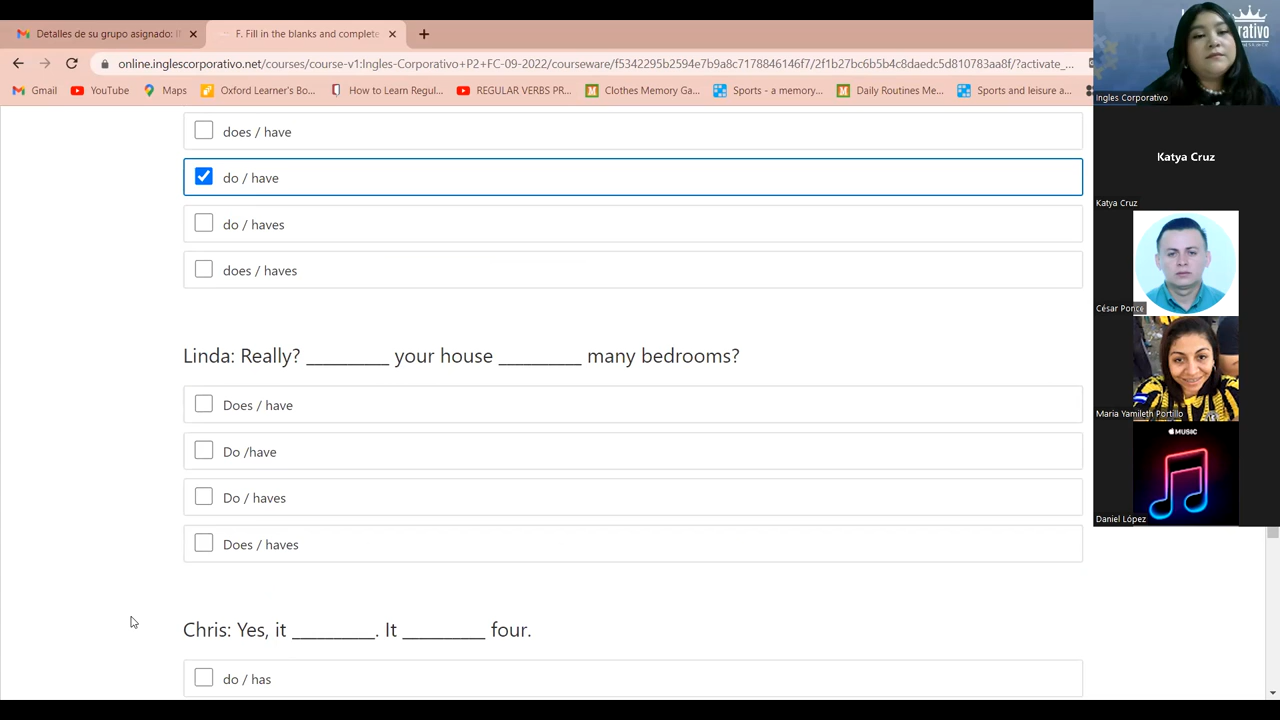 Detalles de su grupo asignado: I
F. Fill in the blanks and complete
online.inglescorporativo.net/courses/course-v1:Ingles-Corporativo+P2+FC-09-2022/courseware/f5342295b2594e7b9a8c7178846146f7/2f1b27bc6b5b4c8daedc5d810783aa8f/?activate_...
Gmail
YouTube
Maps
Oxford Learner's Bo...
How to Learn Regul...
REGULAR VERBS PR...
Clothes Memory Ga...
Sports - a memory...
Daily Routines Me...
Sports and leisure a...
does / have
do / have
do / haves
does / haves
Linda: Really? __________ your house __________ many bedrooms?
Does / have
Do /have
Do / haves
Does / haves
Chris: Yes, it __________. It __________ four.
do / has
Ingles Corporativo
Katya Cruz
Katya Cruz
César Ponce
Maria Yamileth Portillo
MUSIC
Daniel López